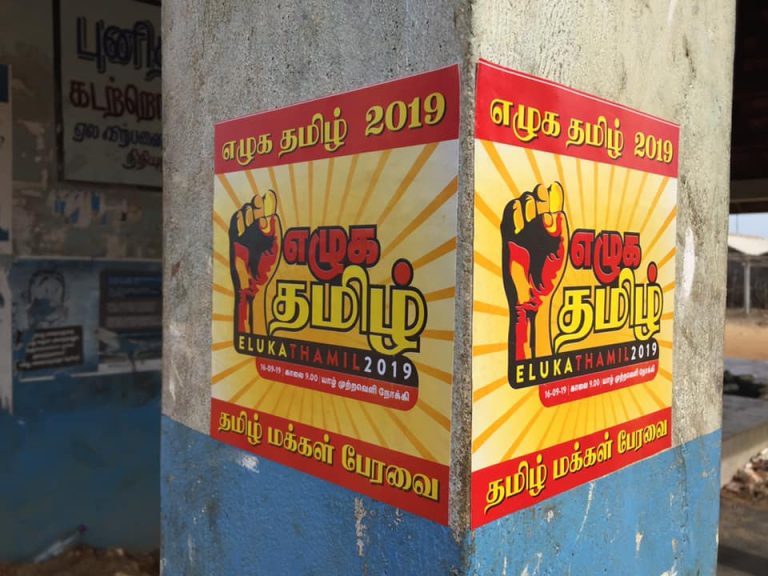 புனித
கடற்றொ
எழுக தமிழ் 2019
எழுக
தமிழ்
ELUKATHAMIL2019
16-09-19 | காலை 9.00 | யாழ் முற்றவெளி நோக்கி
தமிழ் மக்கள் பேரவை
எழுக தமிழ் 2019
எழுக
தமிழ்
ELUKATHAMIL2019
16-09-19 | காலை 9.00 | யாழ் முற்றவெளி நோக்கி
தமிழ் மக்கள் பேரவை